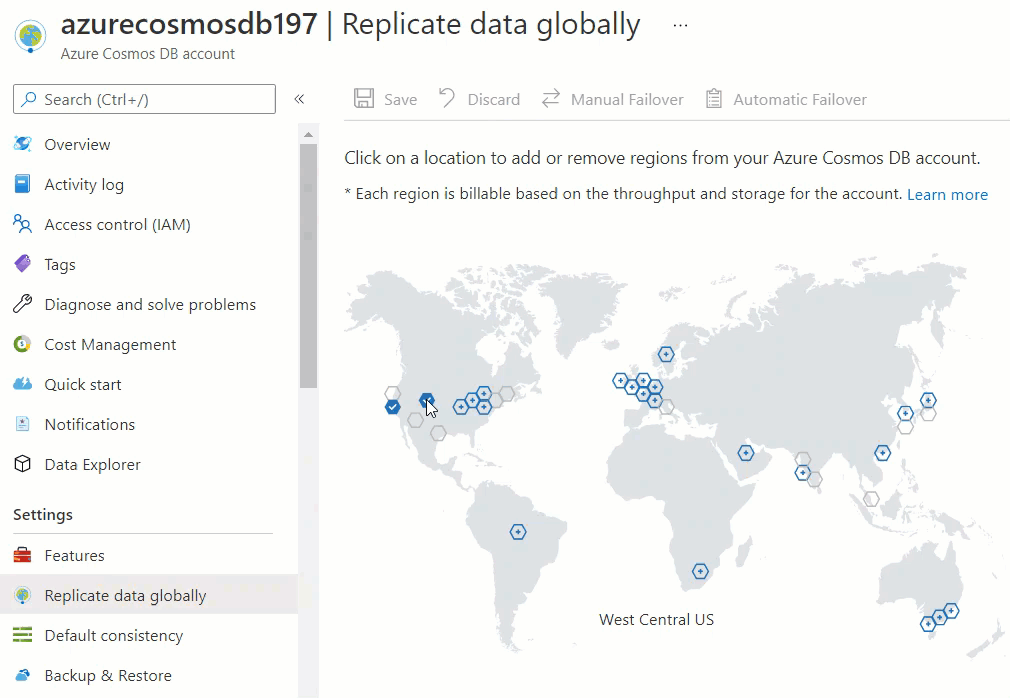 azurecosmosdb197 | Replicate data globally ...
Azure Cosmos DB account
Search (Ctrl+/)
«
Save
Discard
Manual Failover
Automatic Failover
Overview
Activity log
Access control (IAM)
Tags
Diagnose and solve problems
Cost Management
Quick start
Notifications
Data Explorer
Settings
Features
Replicate data globally
Default consistency
Backup & Restore
Click on a location to add or remove regions from your Azure Cosmos DB account.
* Each region is billable based on the throughput and storage for the account. Learn more
West Central US